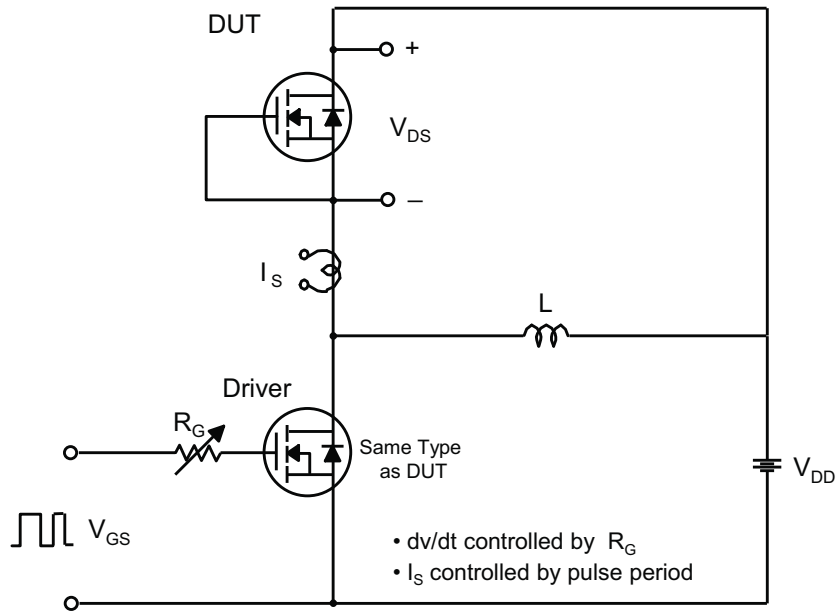 DUT
+
V_DS
–
I_S
L
Driver
R_G
Same Type
as DUT
V_DD
V_GS
• dv/dt controlled by R_G
• I_S controlled by pulse period